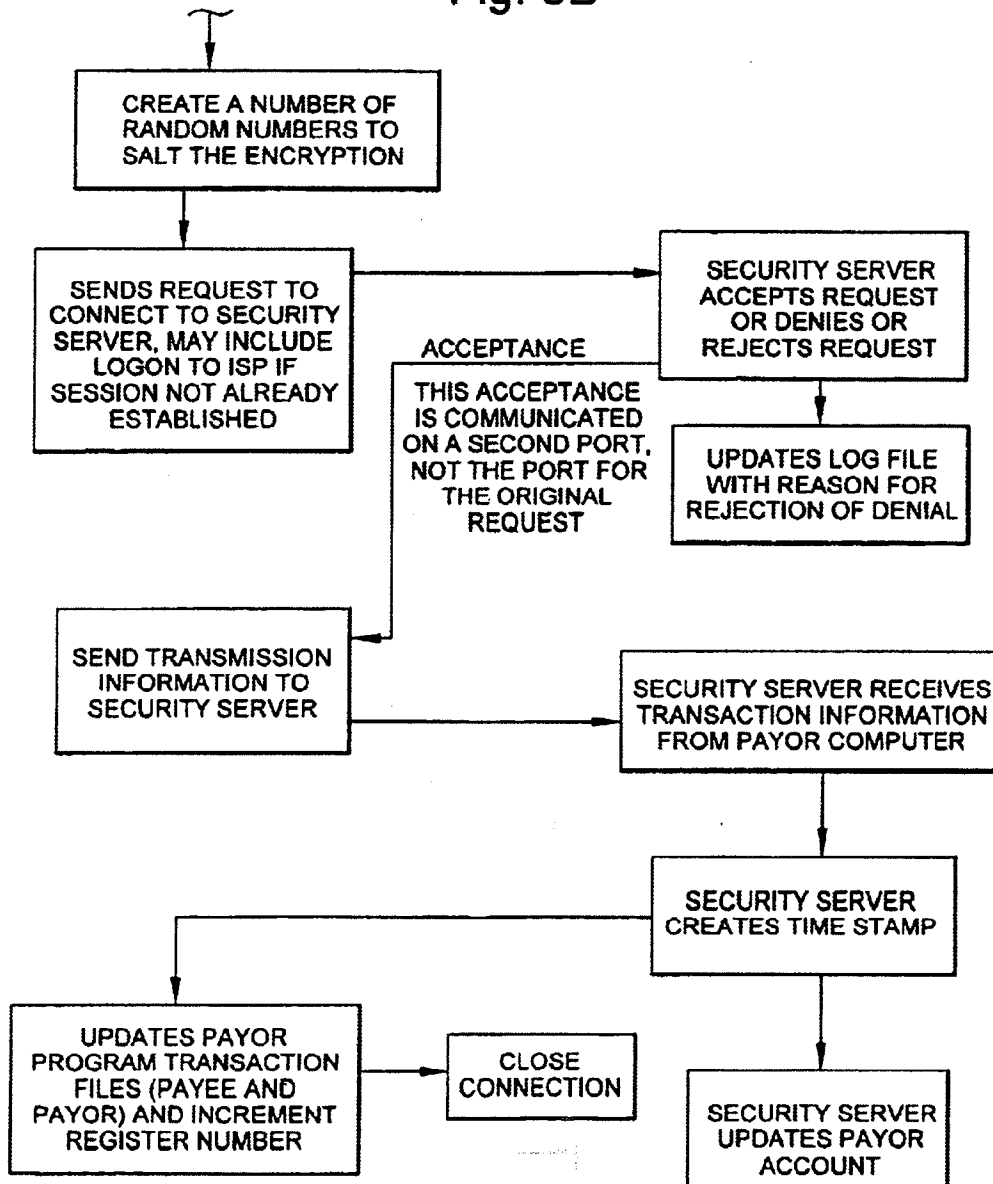 CREATE A NUMBER OF
RANDOM NUMBERS TO
SALT THE ENCRYPTION
SENDS REQUEST TO
CONNECT TO SECURITY
SERVER, MAY INCLUDE
LOGON TO ISP IF
SESSION NOT ALREADY
ESTABLISHED
SECURITY SERVER
ACCEPTS REQUEST
OR DENIES OR
REJECTS REQUEST
ACCEPTANCE
THIS ACCEPTANCE
IS COMMUNICATED
ON A SECOND PORT,
NOT THE PORT FOR
THE ORIGINAL
REQUEST
UPDATES LOG FILE
WITH REASON FOR
REJECTION OF DENIAL
SEND TRANSMISSION
INFORMATION TO
SECURITY SERVER
SECURITY SERVER RECEIVES
TRANSACTION INFORMATION
FROM PAYOR COMPUTER
SECURITY SERVER
CREATES TIME STAMP
UPDATES PAYOR
PROGRAM TRANSACTION
FILES (PAYEE AND
PAYOR) AND INCREMENT
REGISTER NUMBER
CLOSE
CONNECTION
SECURITY SERVER
UPDATES PAYOR
ACCOUNT